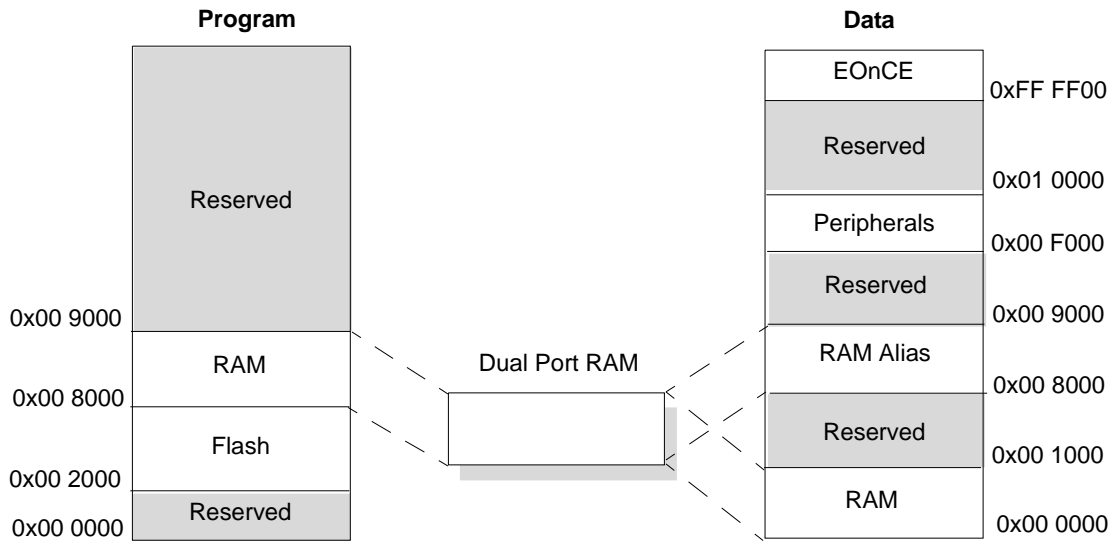 Program
Reserved
0x00 9000
RAM
0x00 8000
Flash
0x00 2000
Reserved
0x00 0000
Dual Port RAM
Data
EOnCE
0xFF FF00
Reserved
0x01 0000
Peripherals
0x00 F000
Reserved
0x00 9000
RAM Alias
0x00 8000
Reserved
0x00 1000
RAM
0x00 0000